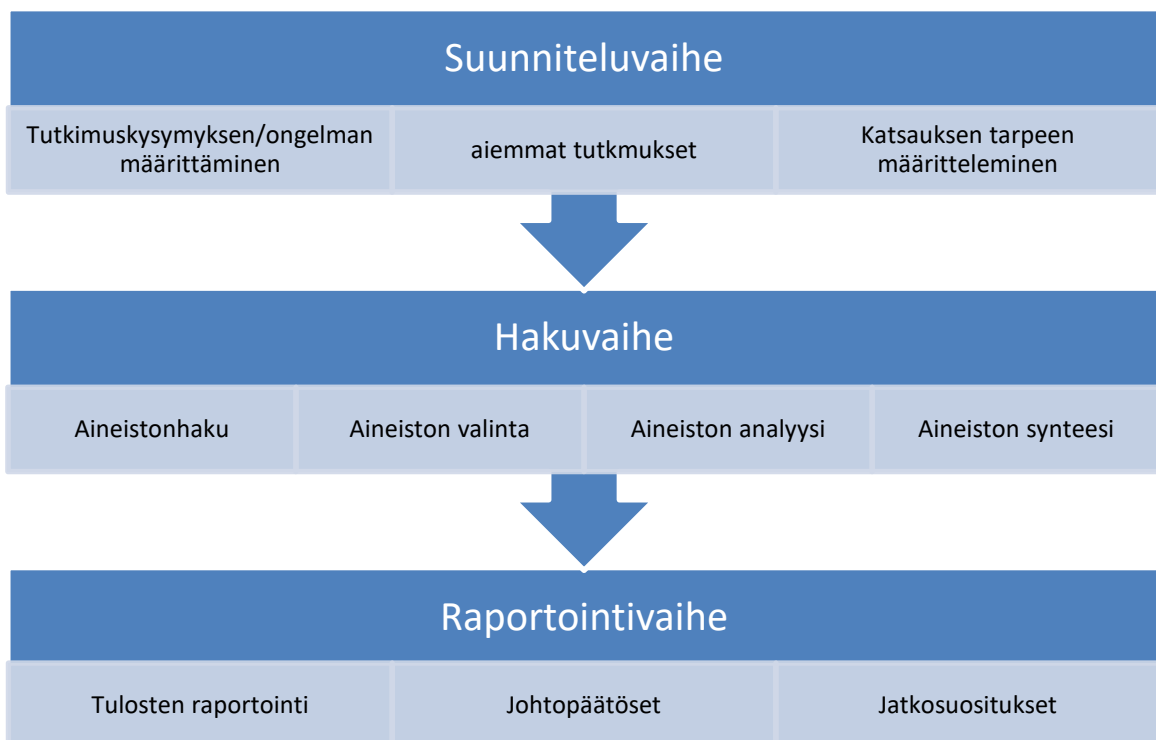 Suunniteluvaihe
Tutkimuskysymyksen/ongelman
määrittäminen
aiemmat tutkmukset
Katsauksen tarpeen
määritteleminen
Hakuvaihe
Aineistonhaku
Aineiston valinta
Aineiston analyysi
Aineiston synteesi
Raportointivaihe
Tulosten raportointi
Johtopäätöset
Jatkosuositukset